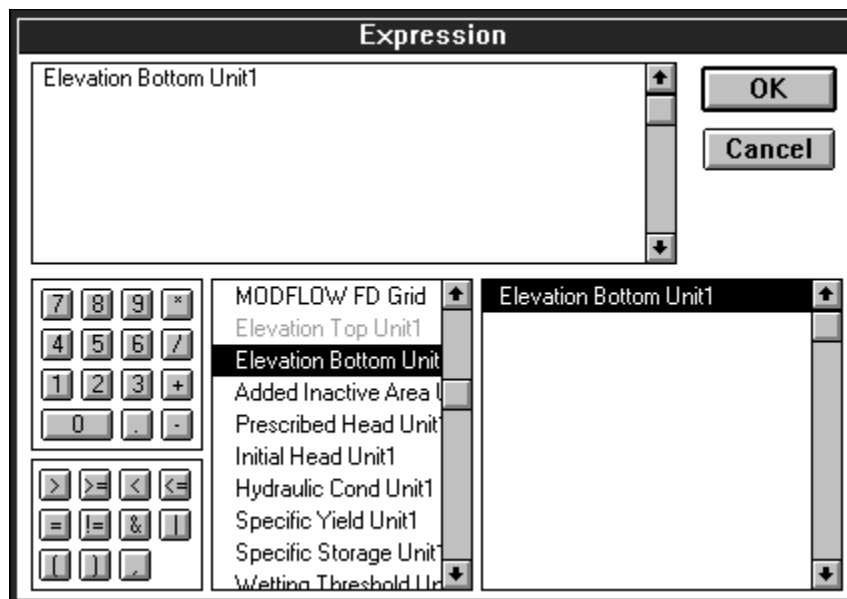 Expression
Elevation Bottom Unit1
OK
Cancel
7 8 9 *
4 5 6 /
1 2 3 +
0 . -
> >= < <=
= != & |
( ) ,
MODFLOW FD Grid
Elevation Top Unit1
Elevation Bottom Unit
Added Inactive Area
Prescribed Head Unit
Initial Head Unit1
Hydraulic Cond Unit1
Specific Yield Unit1
Specific Storage Unit
Wetting Threshold
Elevation Bottom Unit1